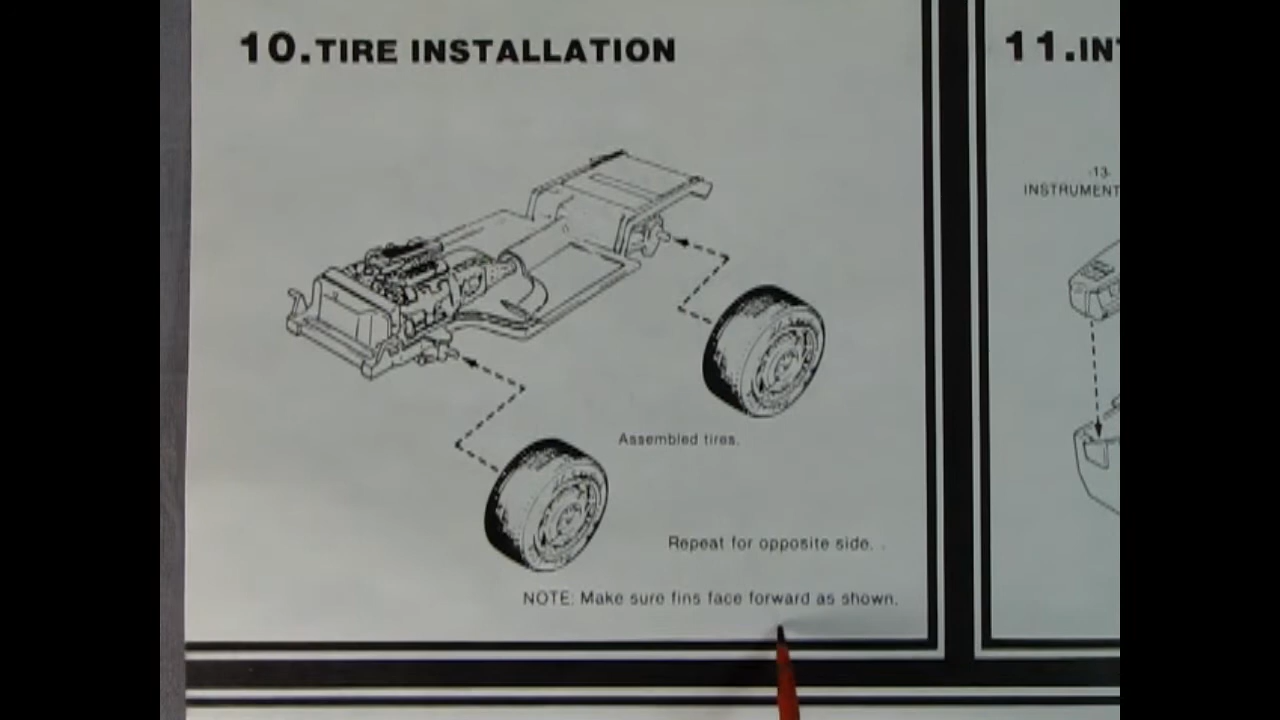 10. TIRE INSTALLATION
Assembled tires.
Repeat for opposite side.
NOTE: Make sure fins face forward as shown.
11. IN
-13-
INSTRUMENT